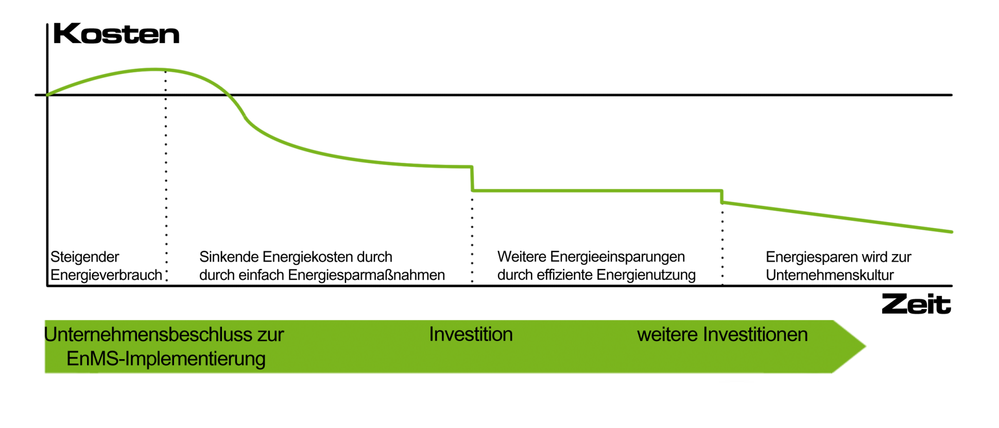 Kosten
Steigender
Energieverbrauch
Sinkende Energiekosten durch
durch einfach Energiesparmaßnahmen
Weitere Energieeinsparungen
durch effiziente Energienutzung
Energiesparen wird zur
Unternehmenskultur
Zeit
Unternehmensbeschluss zur
EnMS-Implementierung
Investition
weitere Investitionen